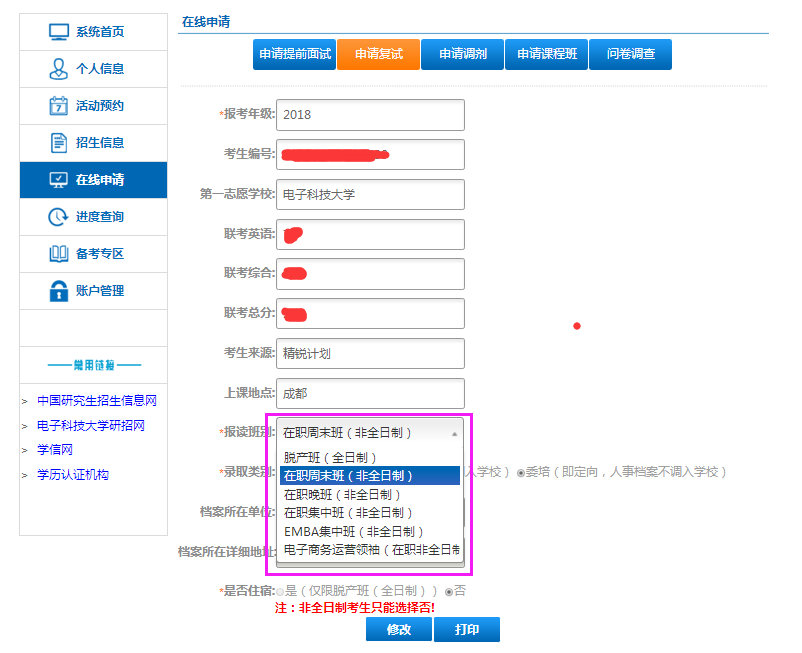 系统首页
个人信息
活动预约
招生信息
在线申请
进度查询
备考专区
账户管理
常用链接
> 中国研究生招生信息网
> 电子科技大学研招网
> 学信网
> 学历认证机构
在线申请
申请提前面试 申请复试 申请调剂 申请课程班 问卷调查
*报考年级: 2018
考生编号:
第一志愿学校: 电子科技大学
联考英语:
联考综合:
联考总分:
考生来源: 精锐计划
上课地点: 成都
*报读班别: 在职周末班（非全日制）
脱产班（全日制）
在职周末班（非全日制）
在职晚班（非全日制）
在职集中班（非全日制）
EMBA集中班（非全日制）
电子商务运营领袖（在职非全日制
*录取类别: 入学校） 委培（即定向，人事档案不调入学校）
档案所在单位:
档案所在详细地址:
*是否住宿: 是（仅限脱产班（全日制）） 否
注：非全日制考生只能选择否!
修改 打印